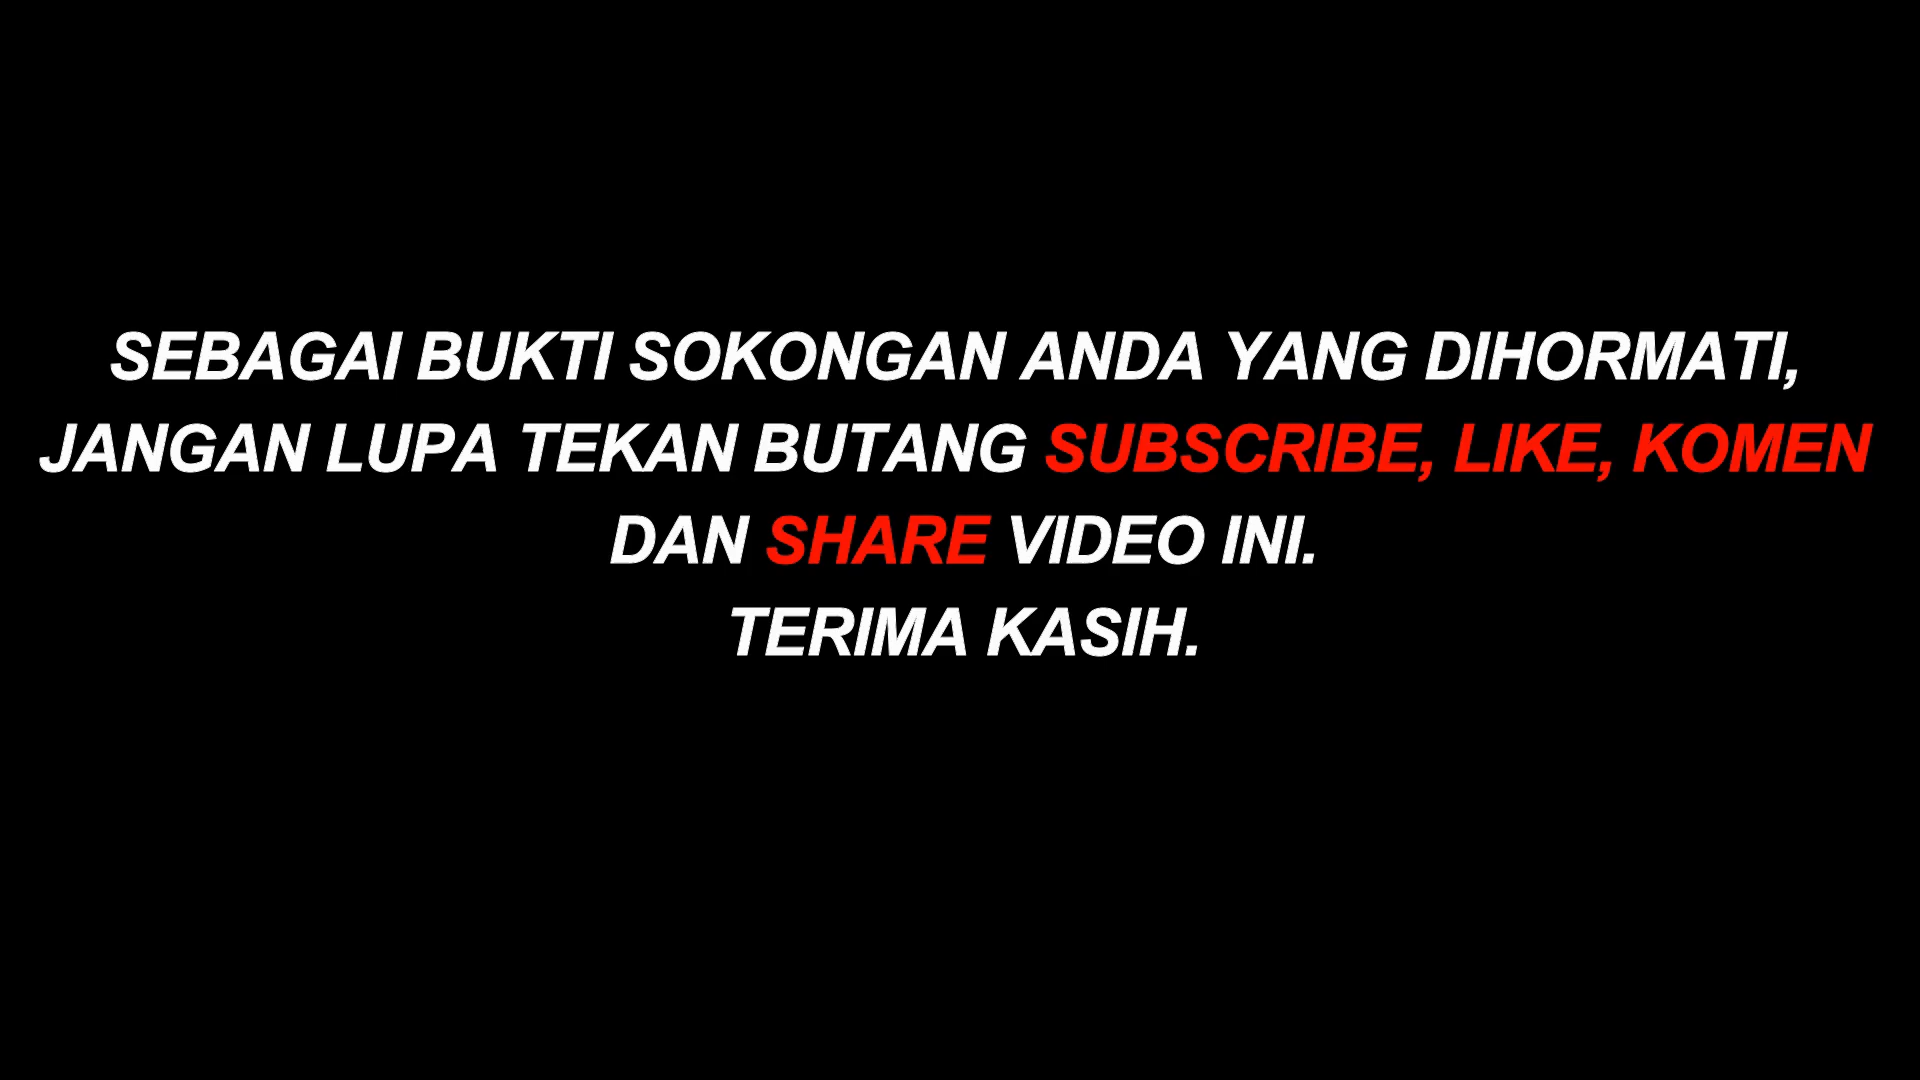 SEBAGAI BUKTI SOKONGAN ANDA YANG DIHORMATI,
JANGAN LUPA TEKAN BUTANG SUBSCRIBE, LIKE, KOMEN
DAN SHARE VIDEO INI.
TERIMA KASIH.